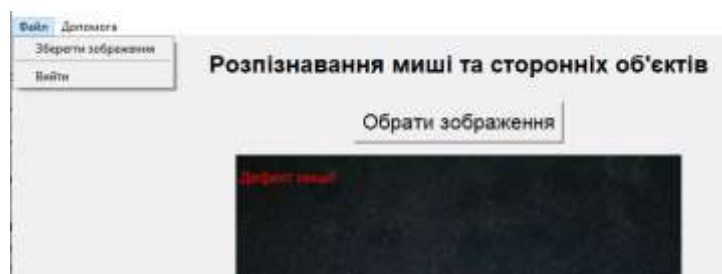 Файл Допомога
Зберегти зображення
Вийти
Розпізнавання миші та сторонніх об'єктів
Обрати зображення
Дефект миші!